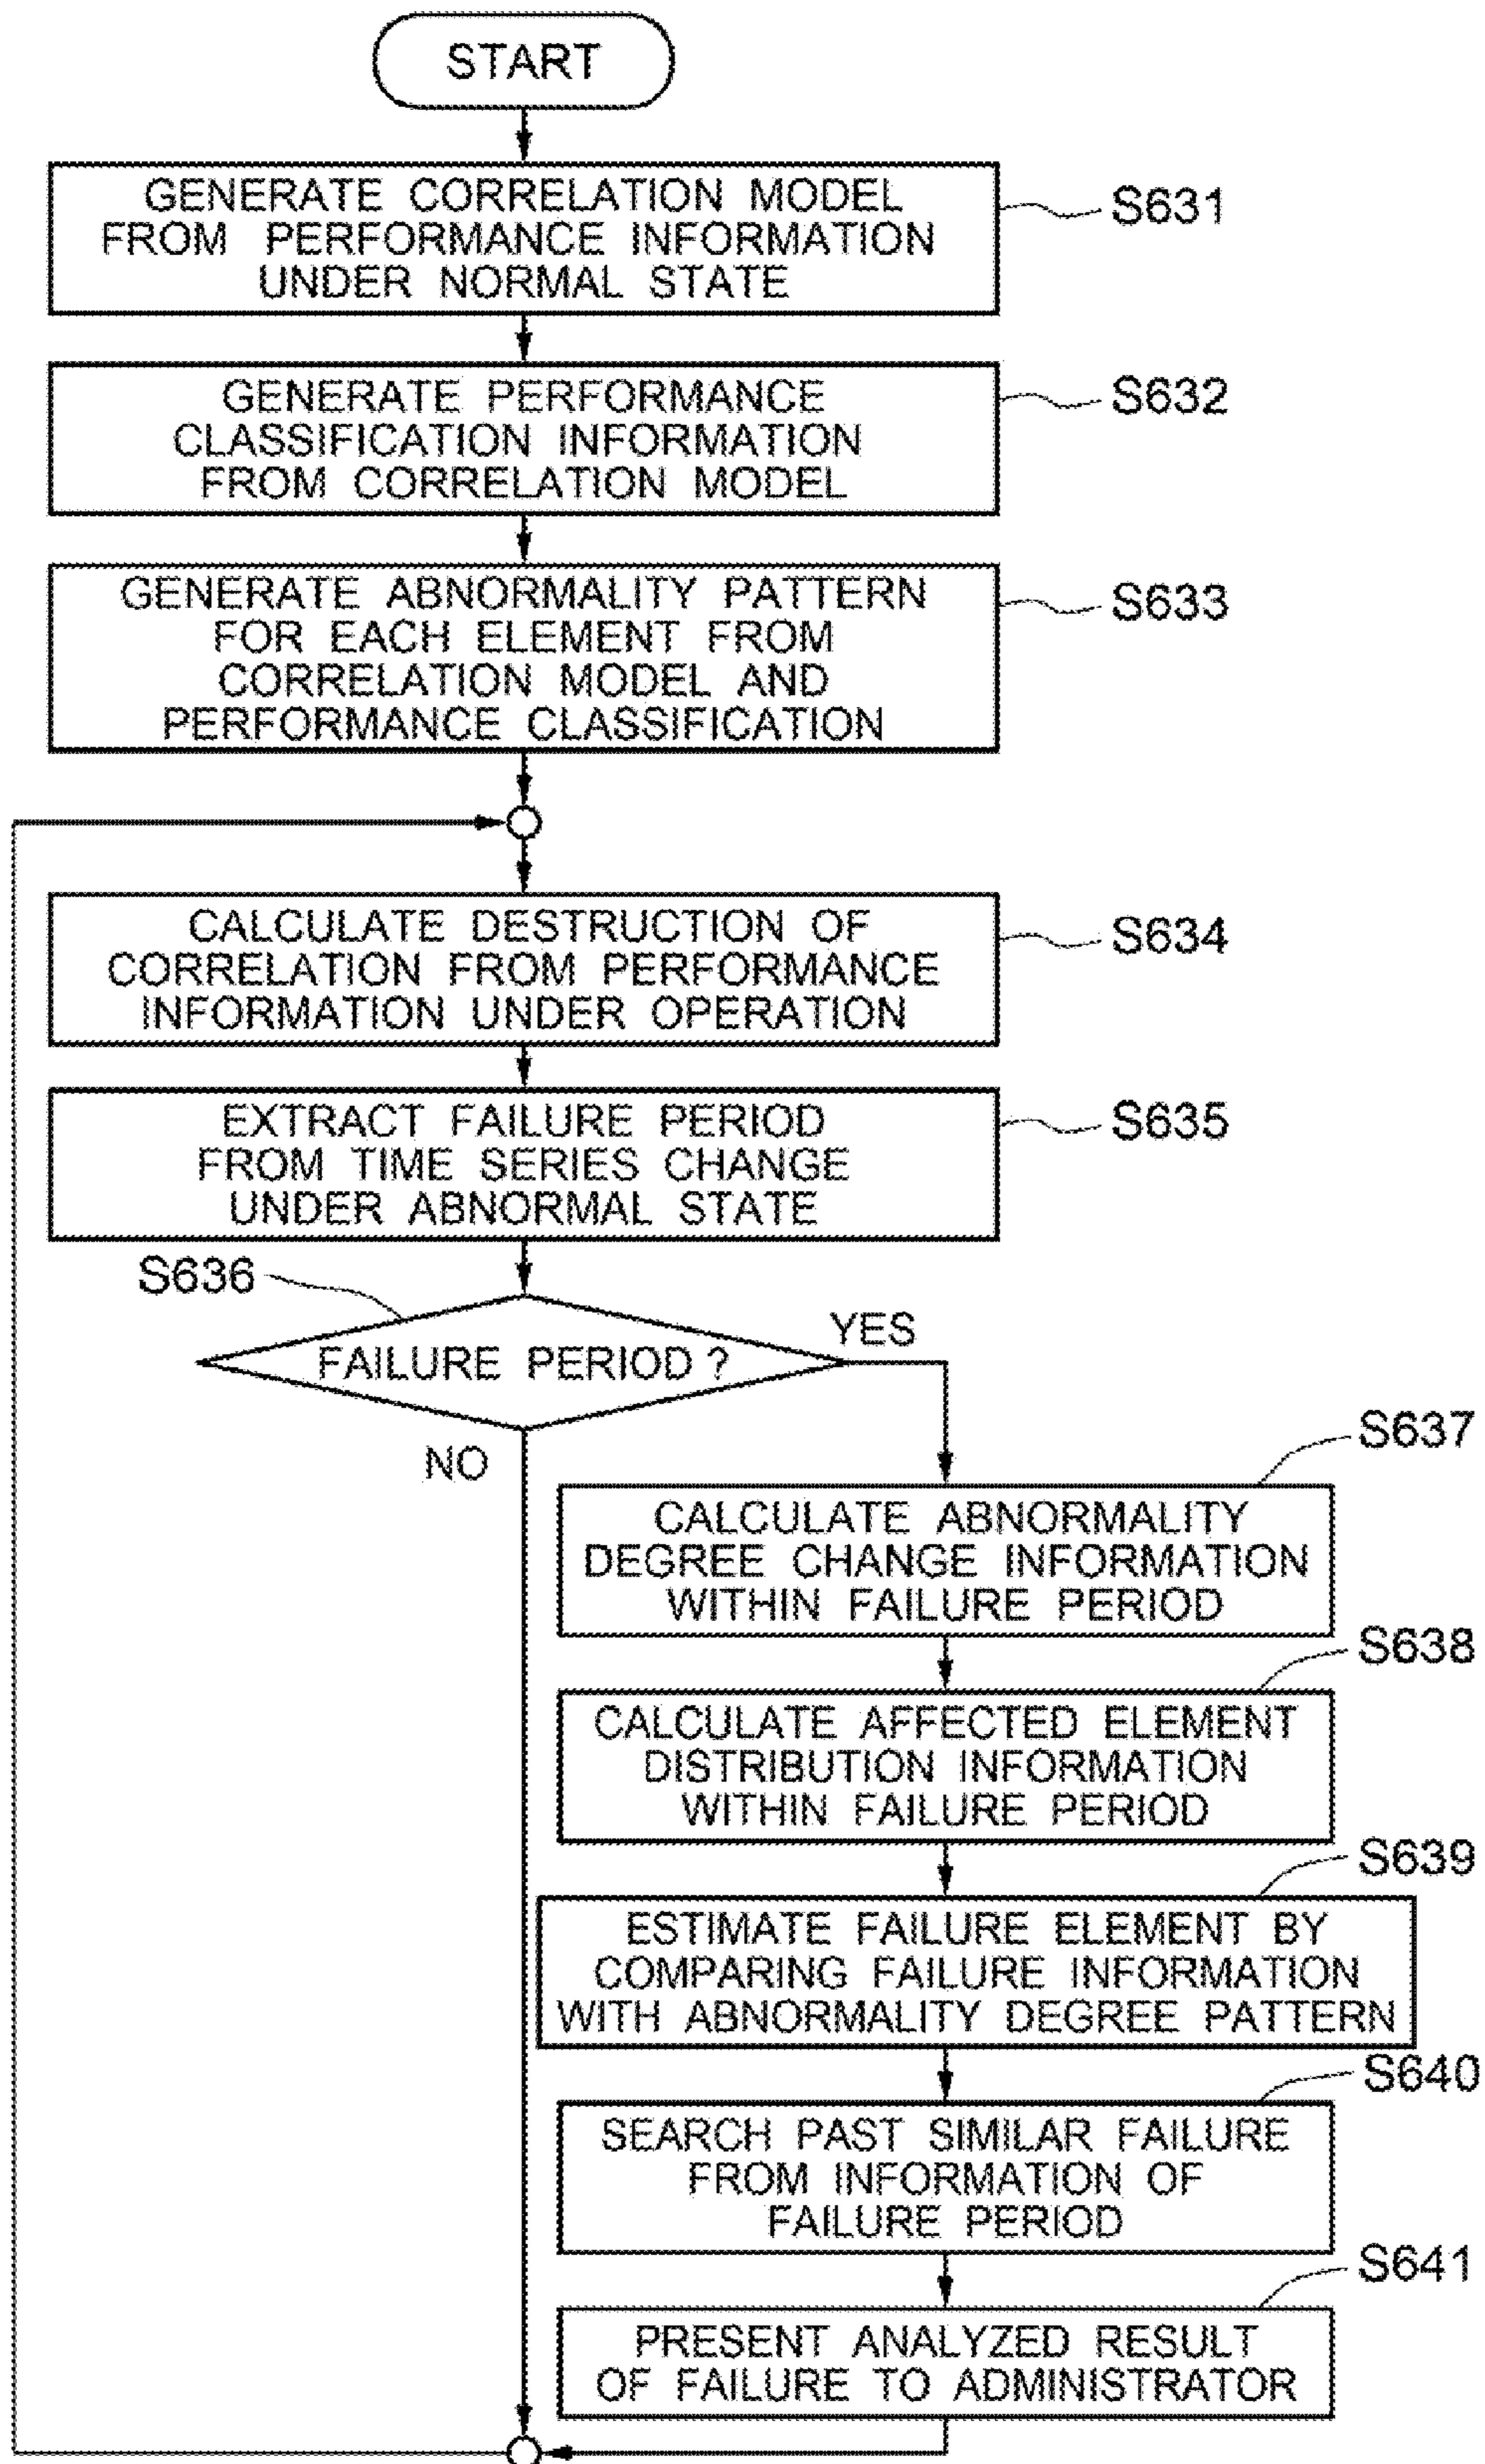 START
GENERATE CORRELATION MODEL
FROM PERFORMANCE INFORMATION
UNDER NORMAL STATE
S631
GENERATE PERFORMANCE
CLASSIFICATION INFORMATION
FROM CORRELATION MODEL
S632
GENERATE ABNORMALITY PATTERN
FOR EACH ELEMENT FROM
CORRELATION MODEL AND
PERFORMANCE CLASSIFICATION
S633
CALCULATE DESTRUCTION OF
CORRELATION FROM PERFORMANCE
INFORMATION UNDER OPERATION
S634
EXTRACT FAILURE PERIOD
FROM TIME SERIES CHANGE
UNDER ABNORMAL STATE
S635
S636
FAILURE PERIOD ?
YES
NO
S637
CALCULATE ABNORMALITY
DEGREE CHANGE INFORMATION
WITHIN FAILURE PERIOD
S638
CALCULATE AFFECTED ELEMENT
DISTRIBUTION INFORMATION
WITHIN FAILURE PERIOD
S639
ESTIMATE FAILURE ELEMENT BY
COMPARING FAILURE INFORMATION
WITH ABNORMALITY DEGREE PATTERN
S640
SEARCH PAST SIMILAR FAILURE
FROM INFORMATION OF
FAILURE PERIOD
S641
PRESENT ANALYZED RESULT
OF FAILURE TO ADMINISTRATOR